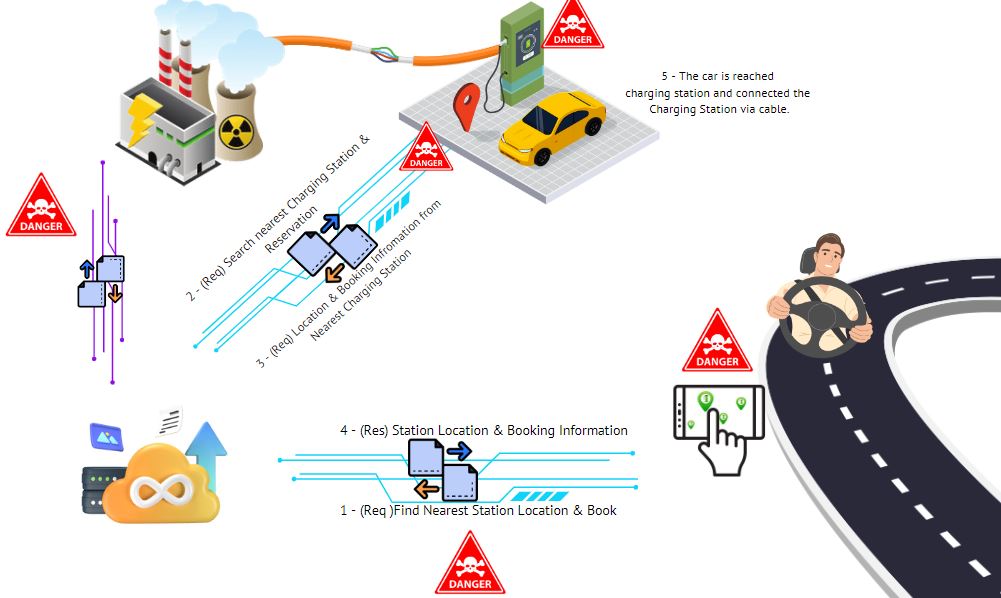 DANGER
5 - The car is reached
charging station and connected the
Charging Station via cable.
DANGER
DANGER
2 - (Req) Search nearest Charging Station &
Reservation
3 - (Req) Location & Booking Infromation from
Nearest Charging Station
DANGER
4 - (Res) Station Location & Booking Information
1 - (Req )Find Nearest Station Location & Book
DANGER